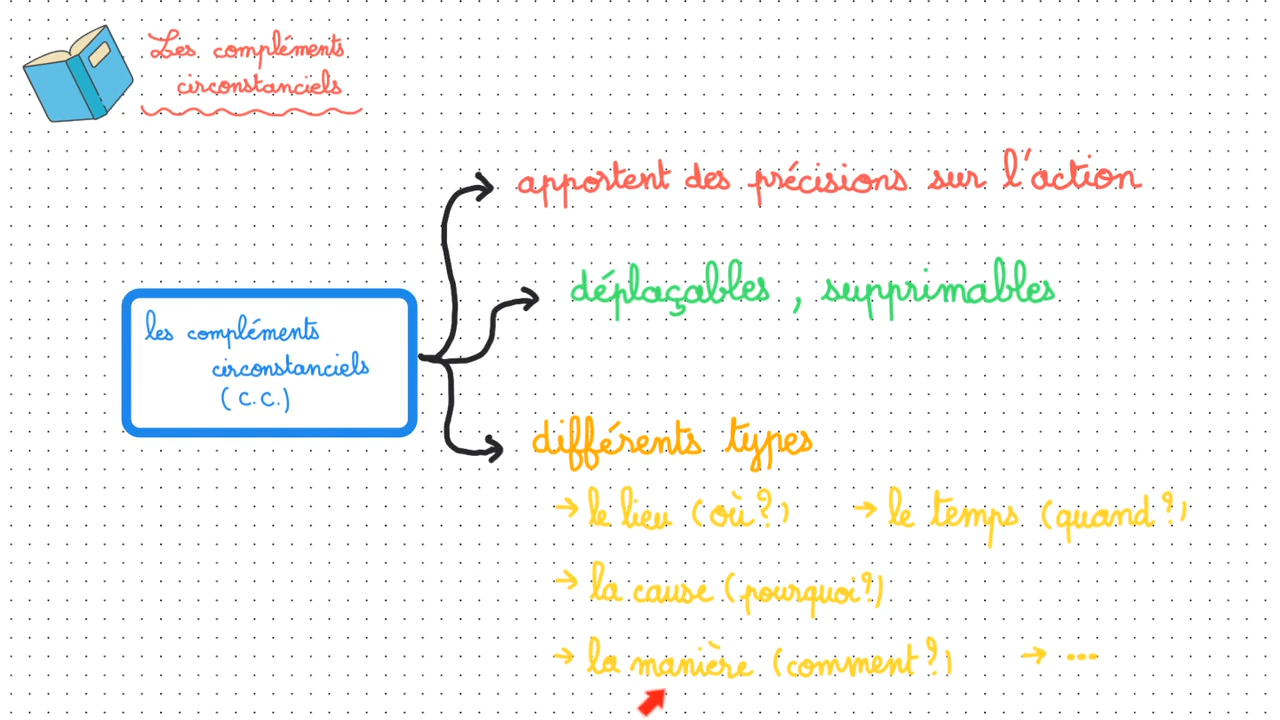 Les compléments
circonstanciels
apportent des précisions sur l'action
déplaçables, supprimables
les compléments
circonstanciels
(C.C.)
différents types
→ le lieu (où?) → le temps (quand?)
→ la cause (pourquoi?)
→ la manière (comment?) → ...